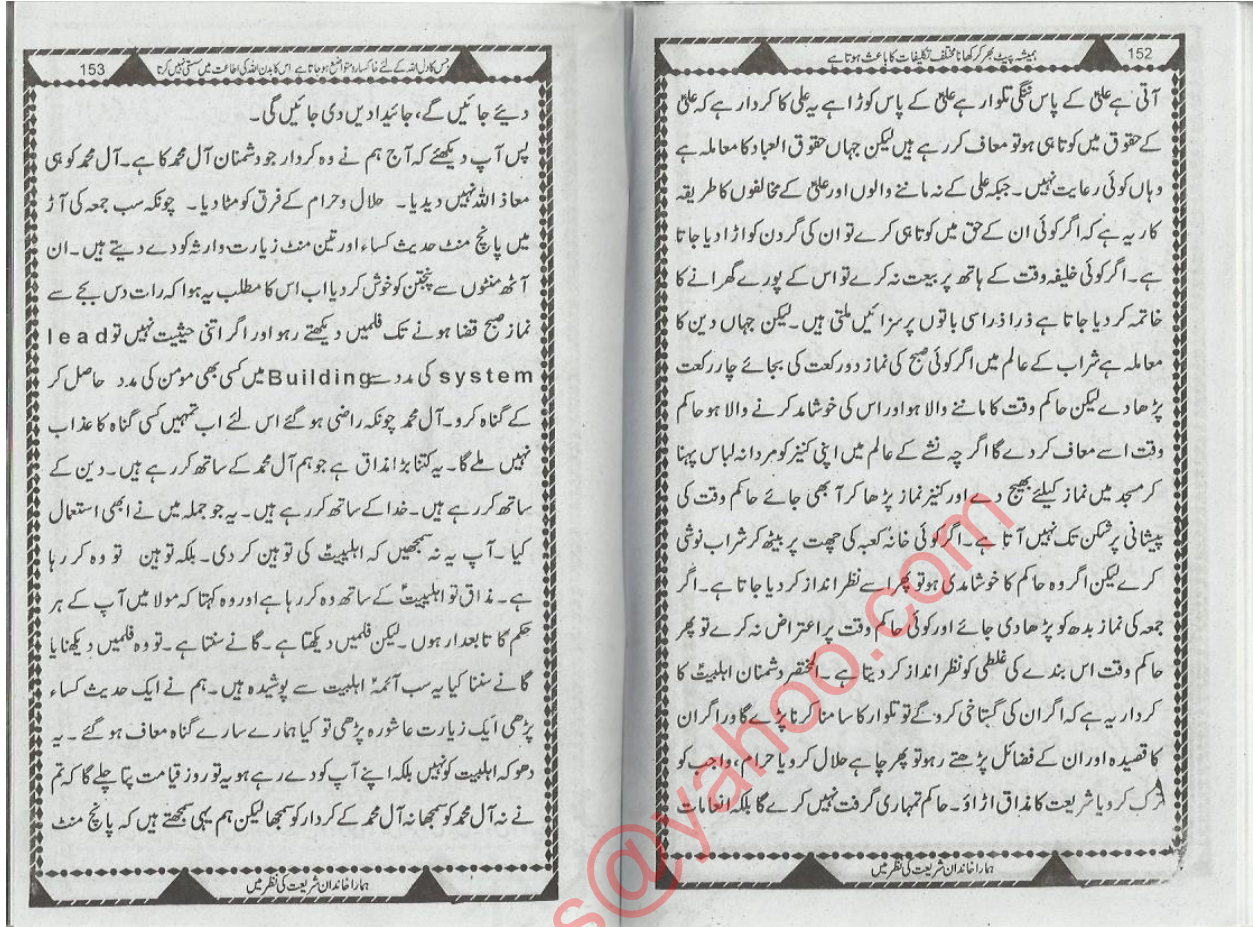 152
ہمیشہ پیٹ بھر کر کھانا مختلف تکلیفات کا باعث ہوتا ہے
آتی ہے علیؑ کے پاس ننگی تلوار ہے علیؑ کے پاس کوڑا ہے یہ علی کا کردار ہے کہ علیؑ
کے حقوق میں کوتاہی ہو تو معاف کر رہے ہیں لیکن جہاں حقوق العباد کا معاملہ ہے
وہاں کوئی رعایت نہیں ۔ جبکہ علی کے نہ ماننے والوں اور علیؑ کے مخالفوں کا طریقہ
کار یہ ہے کہ اگر کوئی ان کے حق میں کوتاہی کرے تو ان کی گردن کو اڑا دیا جاتا
ہے ۔ اگر کوئی خلیفہ وقت کے ہاتھ پر بیعت نہ کرے تو اس کے پورے گھرانے کا
خاتمہ کر دیا جاتا ہے ذرا ذرا سی باتوں پر سزائیں ملتی ہیں ۔ لیکن جہاں دین کا
معاملہ ہے شراب کے عالم میں اگر کوئی صبح کی نماز دو رکعت کی بجائے چار رکعت
پڑھا دے لیکن حاکم وقت کا ماننے والا ہو اور اس کی خوشامد کرنے والا ہو حاکم
وقت اسے معاف کر دے گا اگر چہ نشے کے عالم میں اپنی کنیز کو مردانہ لباس پہنا
کر مسجد میں نماز کیلئے بھیج دے اور کنیز نماز پڑھا کر آ بھی جائے حاکم وقت کی
پیشانی پر شکن تک نہیں آتا ہے ۔ اگر کوئی خانہ کعبہ کی چھت پر بیٹھ کر شراب نوشی
کرے لیکن اگر وہ حاکم کا خوشامدی ہو تو پھر اسے نظر انداز کر دیا جاتا ہے ۔ اگر
جمعہ کی نماز بدھ کو پڑھا دی جائے اور کوئی حاکم وقت پر اعتراض نہ کرے تو پھر
حاکم وقت اس بندے کی غلطی کو نظر انداز کر دیتا ہے ۔ المختصر دشمنان اہلبیتؑ کا
کردار یہ ہے کہ اگر ان کی گستاخی کرو گے تو تلوار کا سامنا کرنا پڑے گا ور اگر ان
کا قصیدہ اور ان کے فضائل پڑھتے رہو تو پھر چاہے حلال کرو یا حرام، واجب کو
ترک کرو یا شریعت کا مذاق اڑاؤ ۔ حاکم تمہاری گرفت نہیں کرے گا بلکہ انعامات
ہمارا خاندان شریعت کی نظر میں
جس کا دل اللہ کے لئے خاکسار و متواضع ہو جاتا ہے اس کا بدن اللہ کی اطاعت میں سستی نہیں کرتا
153
دیئے جائیں گے، جائیدادیں دی جائیں گی ۔
پس آپ دیکھئے کہ آج ہم نے وہ کردار جو دشمنان آل محمد کا ہے ۔ آل محمد کو ہی
معاذ اللہ نہیں دیدیا ۔ حلال و حرام کے فرق کو مٹا دیا ۔ چونکہ سب جمعہ کی آڑ
میں پانچ منٹ حدیث کساء اور تین منٹ زیارت وارثہ کو دے دیتے ہیں ۔ ان
آٹھ منٹوں سے پنجتن کو خوش کر دیا اب اس کا مطلب یہ ہوا کہ رات دس بجے سے
نماز صبح قضا ہونے تک فلمیں دیکھتے رہو اور اگر اتنی حیثیت نہیں تو lead
system کی مدد سے Building میں کسی بھی مومن کی مدد حاصل کر
کے گناہ کرو ۔ آل محمدؐ چونکہ راضی ہو گئے اس لئے اب تمہیں کسی گناہ کا عذاب
نہیں ملے گا ۔ یہ کتنا بڑا مذاق ہے جو ہم آل محمد کے ساتھ کر رہے ہیں ۔ دین کے
ساتھ کر رہے ہیں ۔ خدا کے ساتھ کر رہے ہیں ۔ یہ جو جملہ میں نے ابھی استعمال
کیا ۔ آپ یہ نہ سمجھیں کہ اہلبیتؑ کی توہین کر دی ۔ بلکہ توہین تو وہ کر رہا
ہے ۔ مذاق تو اہلبیتؑ کے ساتھ وہ کر رہا ہے اور وہ کہتا کہ مولا میں آپ کے ہر
حکم کا تابعدار ہوں ۔ لیکن فلمیں دیکھتا ہے ۔ گانے سنتا ہے ۔ تو وہ فلمیں دیکھنا یا
گانے سننا کیا یہ سب آئمہؑ اہلبیت سے پوشیدہ ہیں ۔ ہم نے ایک حدیث کساء
پڑھی ایک زیارت عاشورہ پڑھی تو کیا ہمارے سارے گناہ معاف ہو گئے ۔ یہ
دھوکہ اہلبیت کو نہیں بلکہ اپنے آپ کو دے رہے ہو یہ تو روز قیامت پتا چلے گا کہ تم
نے نہ آل محمد کو سمجھا نہ آل محمد کے کردار کو سمجھا لیکن ہم یہی سمجھتے ہیں کہ پانچ منٹ
ہمارا خاندان شریعت کی نظر میں
s@yahoo.com